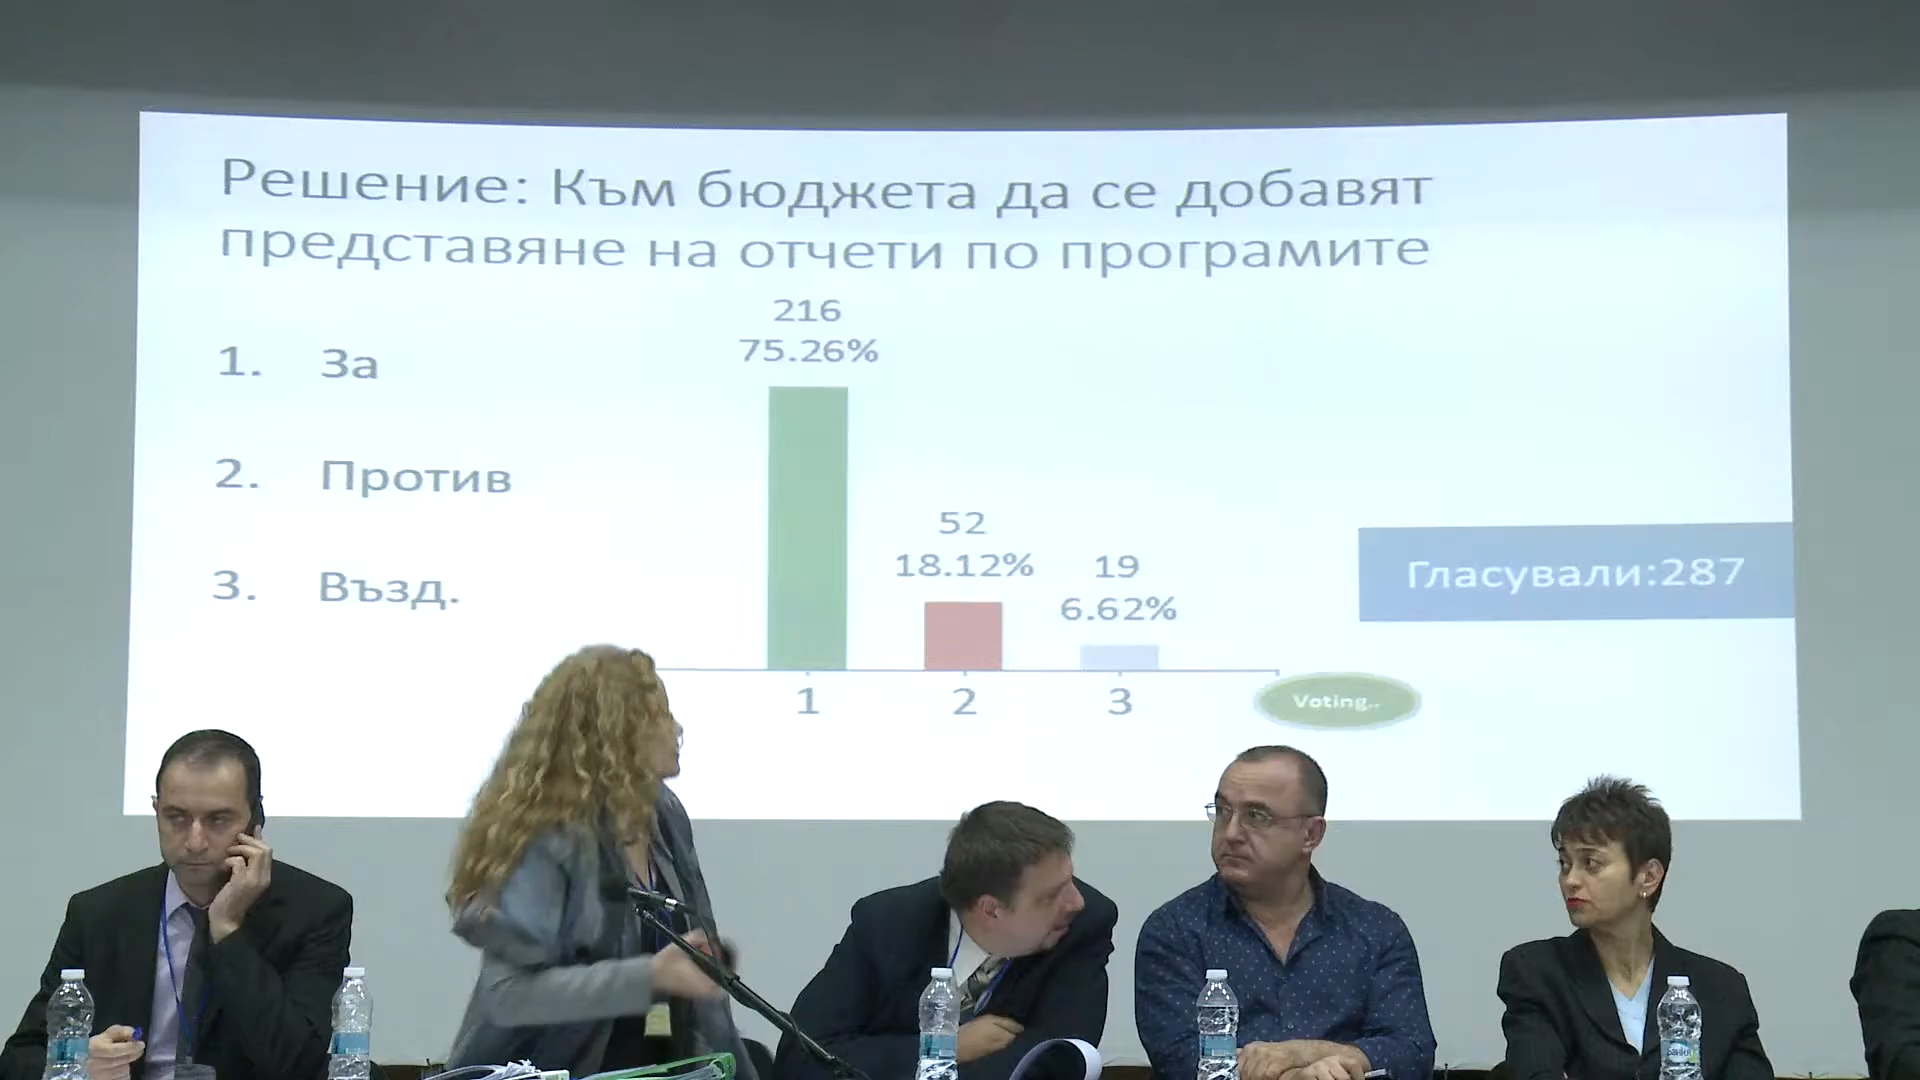 Решение: Към бюджета да се добавят
представяне на отчети по програмите
1. За
2. Против
3. Възд.
216
75.26%
52
18.12%
19
6.62%
1 2 3
Гласували:287
Voting..